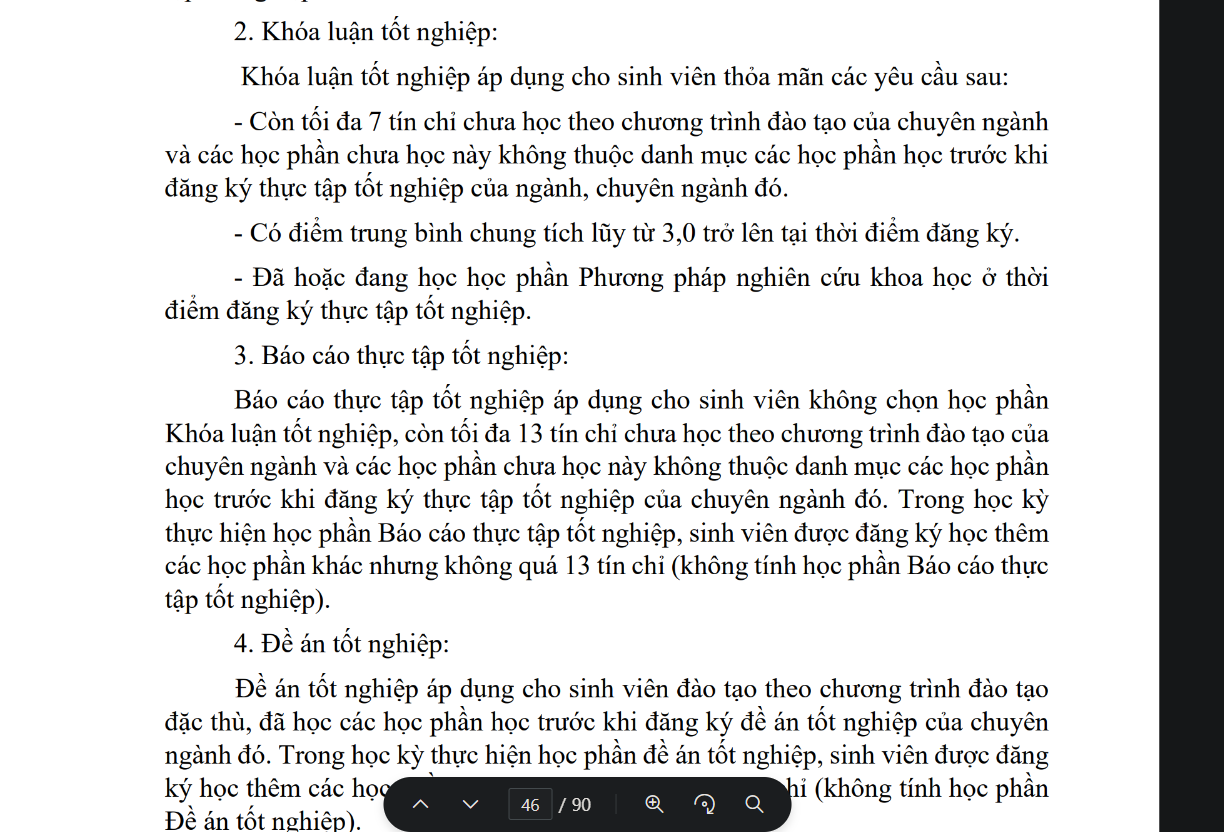 2. Khóa luận tốt nghiệp:
Khóa luận tốt nghiệp áp dụng cho sinh viên thỏa mãn các yêu cầu sau:
- Còn tối đa 7 tín chỉ chưa học theo chương trình đào tạo của chuyên ngành
và các học phần chưa học này không thuộc danh mục các học phần học trước khi
đăng ký thực tập tốt nghiệp của ngành, chuyên ngành đó.
- Có điểm trung bình chung tích lũy từ 3,0 trở lên tại thời điểm đăng ký.
- Đã hoặc đang học học phần Phương pháp nghiên cứu khoa học ở thời
điểm đăng ký thực tập tốt nghiệp.
3. Báo cáo thực tập tốt nghiệp:
Báo cáo thực tập tốt nghiệp áp dụng cho sinh viên không chọn học phần
Khóa luận tốt nghiệp, còn tối đa 13 tín chỉ chưa học theo chương trình đào tạo của
chuyên ngành và các học phần chưa học này không thuộc danh mục các học phần
học trước khi đăng ký thực tập tốt nghiệp của chuyên ngành đó. Trong học kỳ
thực hiện học phần Báo cáo thực tập tốt nghiệp, sinh viên được đăng ký học thêm
các học phần khác nhưng không quá 13 tín chỉ (không tính học phần Báo cáo thực
tập tốt nghiệp).
4. Đề án tốt nghiệp:
Đề án tốt nghiệp áp dụng cho sinh viên đào tạo theo chương trình đào tạo
đặc thù, đã học các học phần học trước khi đăng ký đề án tốt nghiệp của chuyên
ngành đó. Trong học kỳ thực hiện học phần đề án tốt nghiệp, sinh viên được đăng
ký học thêm các học (không tính học phần
Đề án tốt nghiệp).
46 / 90